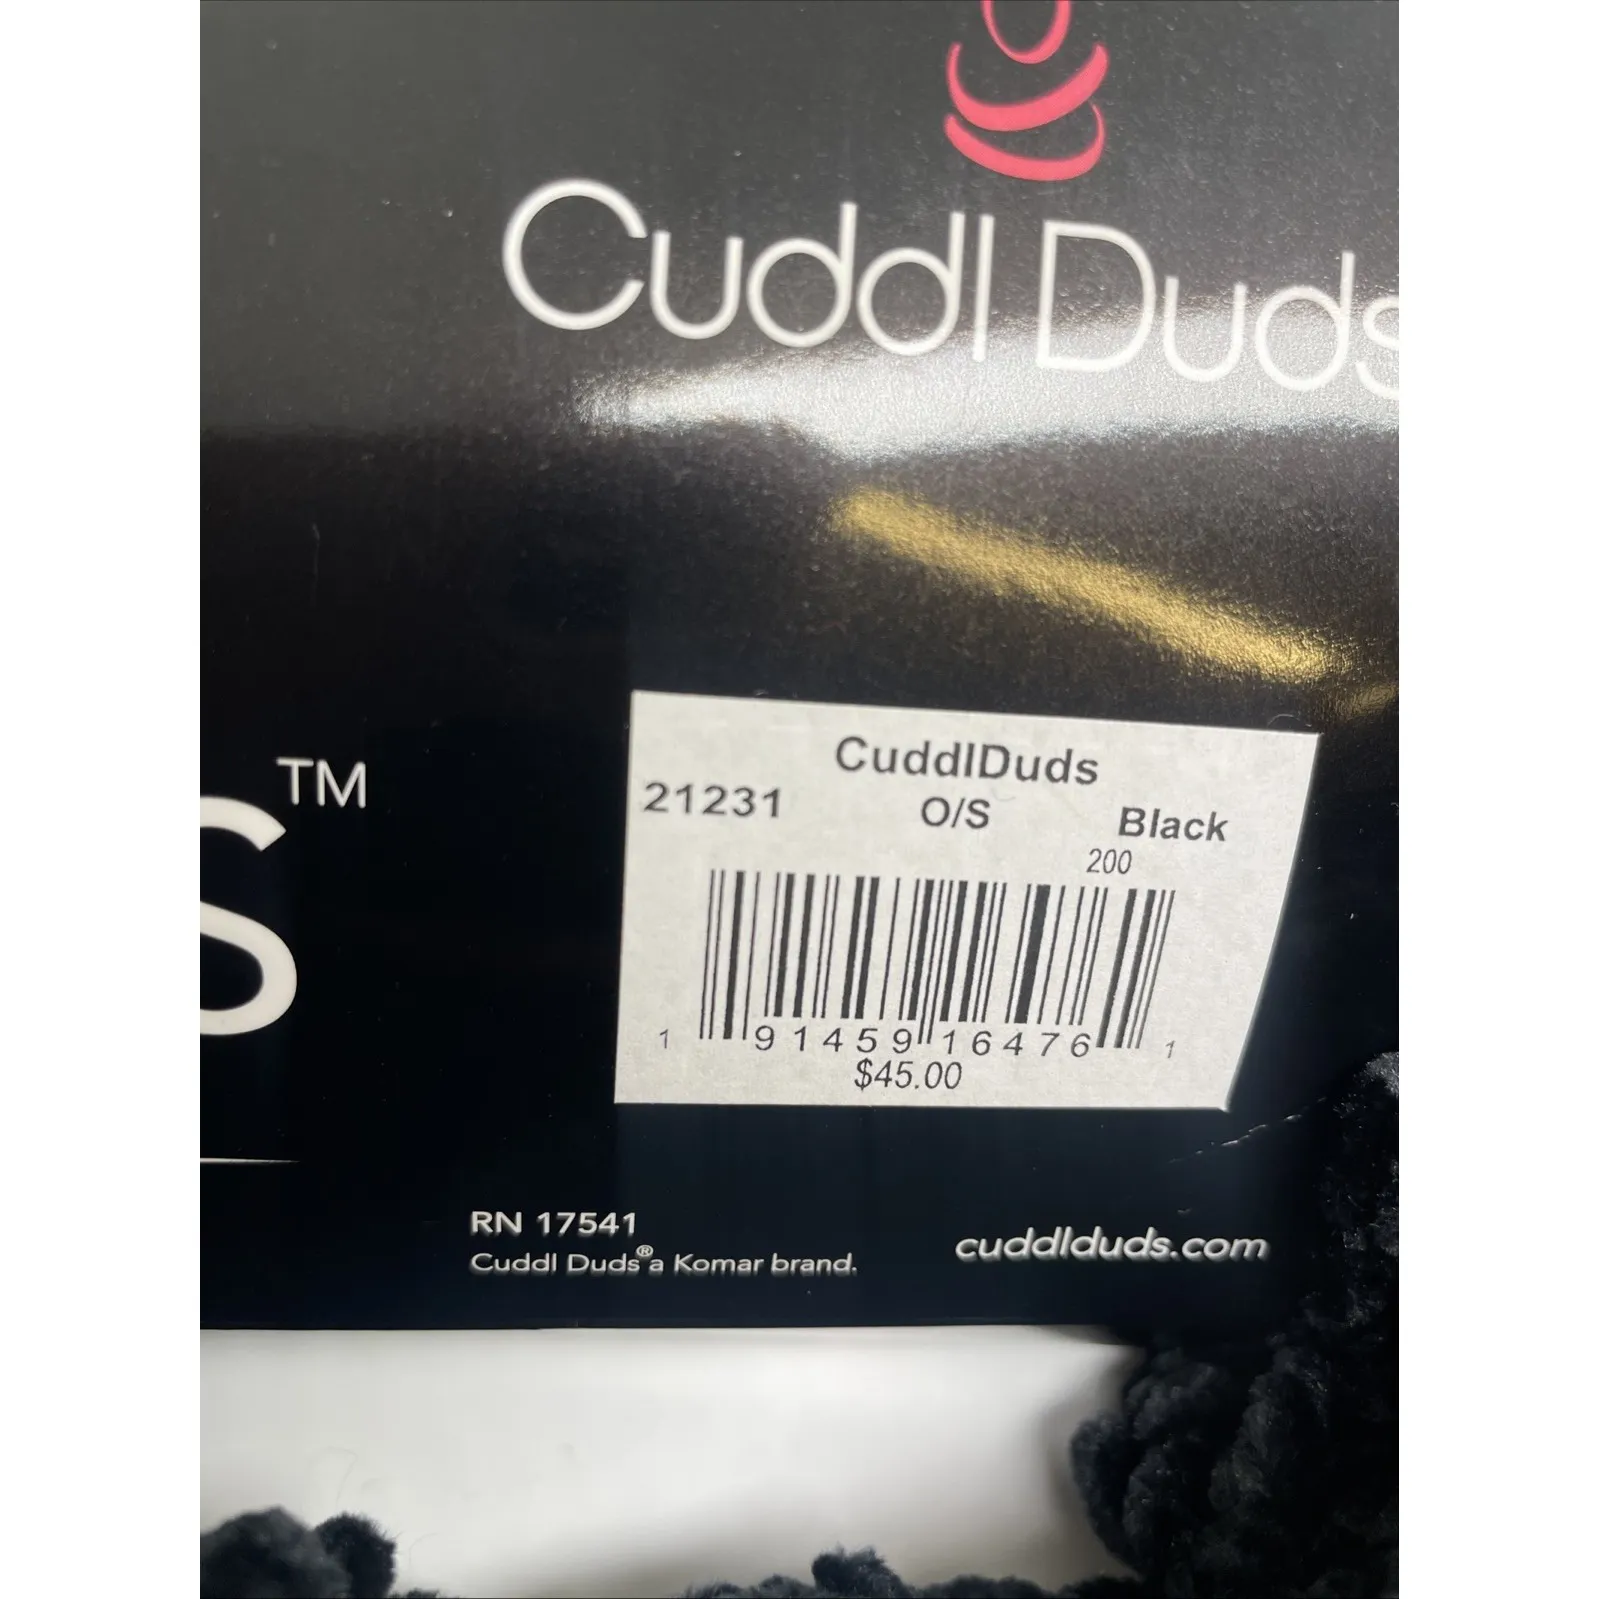 Cuddl Duds
S™
CuddlDuds
21231 O/S Black
200
1 91459 16476 1
$45.00
RN 17541
Cuddl Duds® a Komar brand.
cuddlduds.com